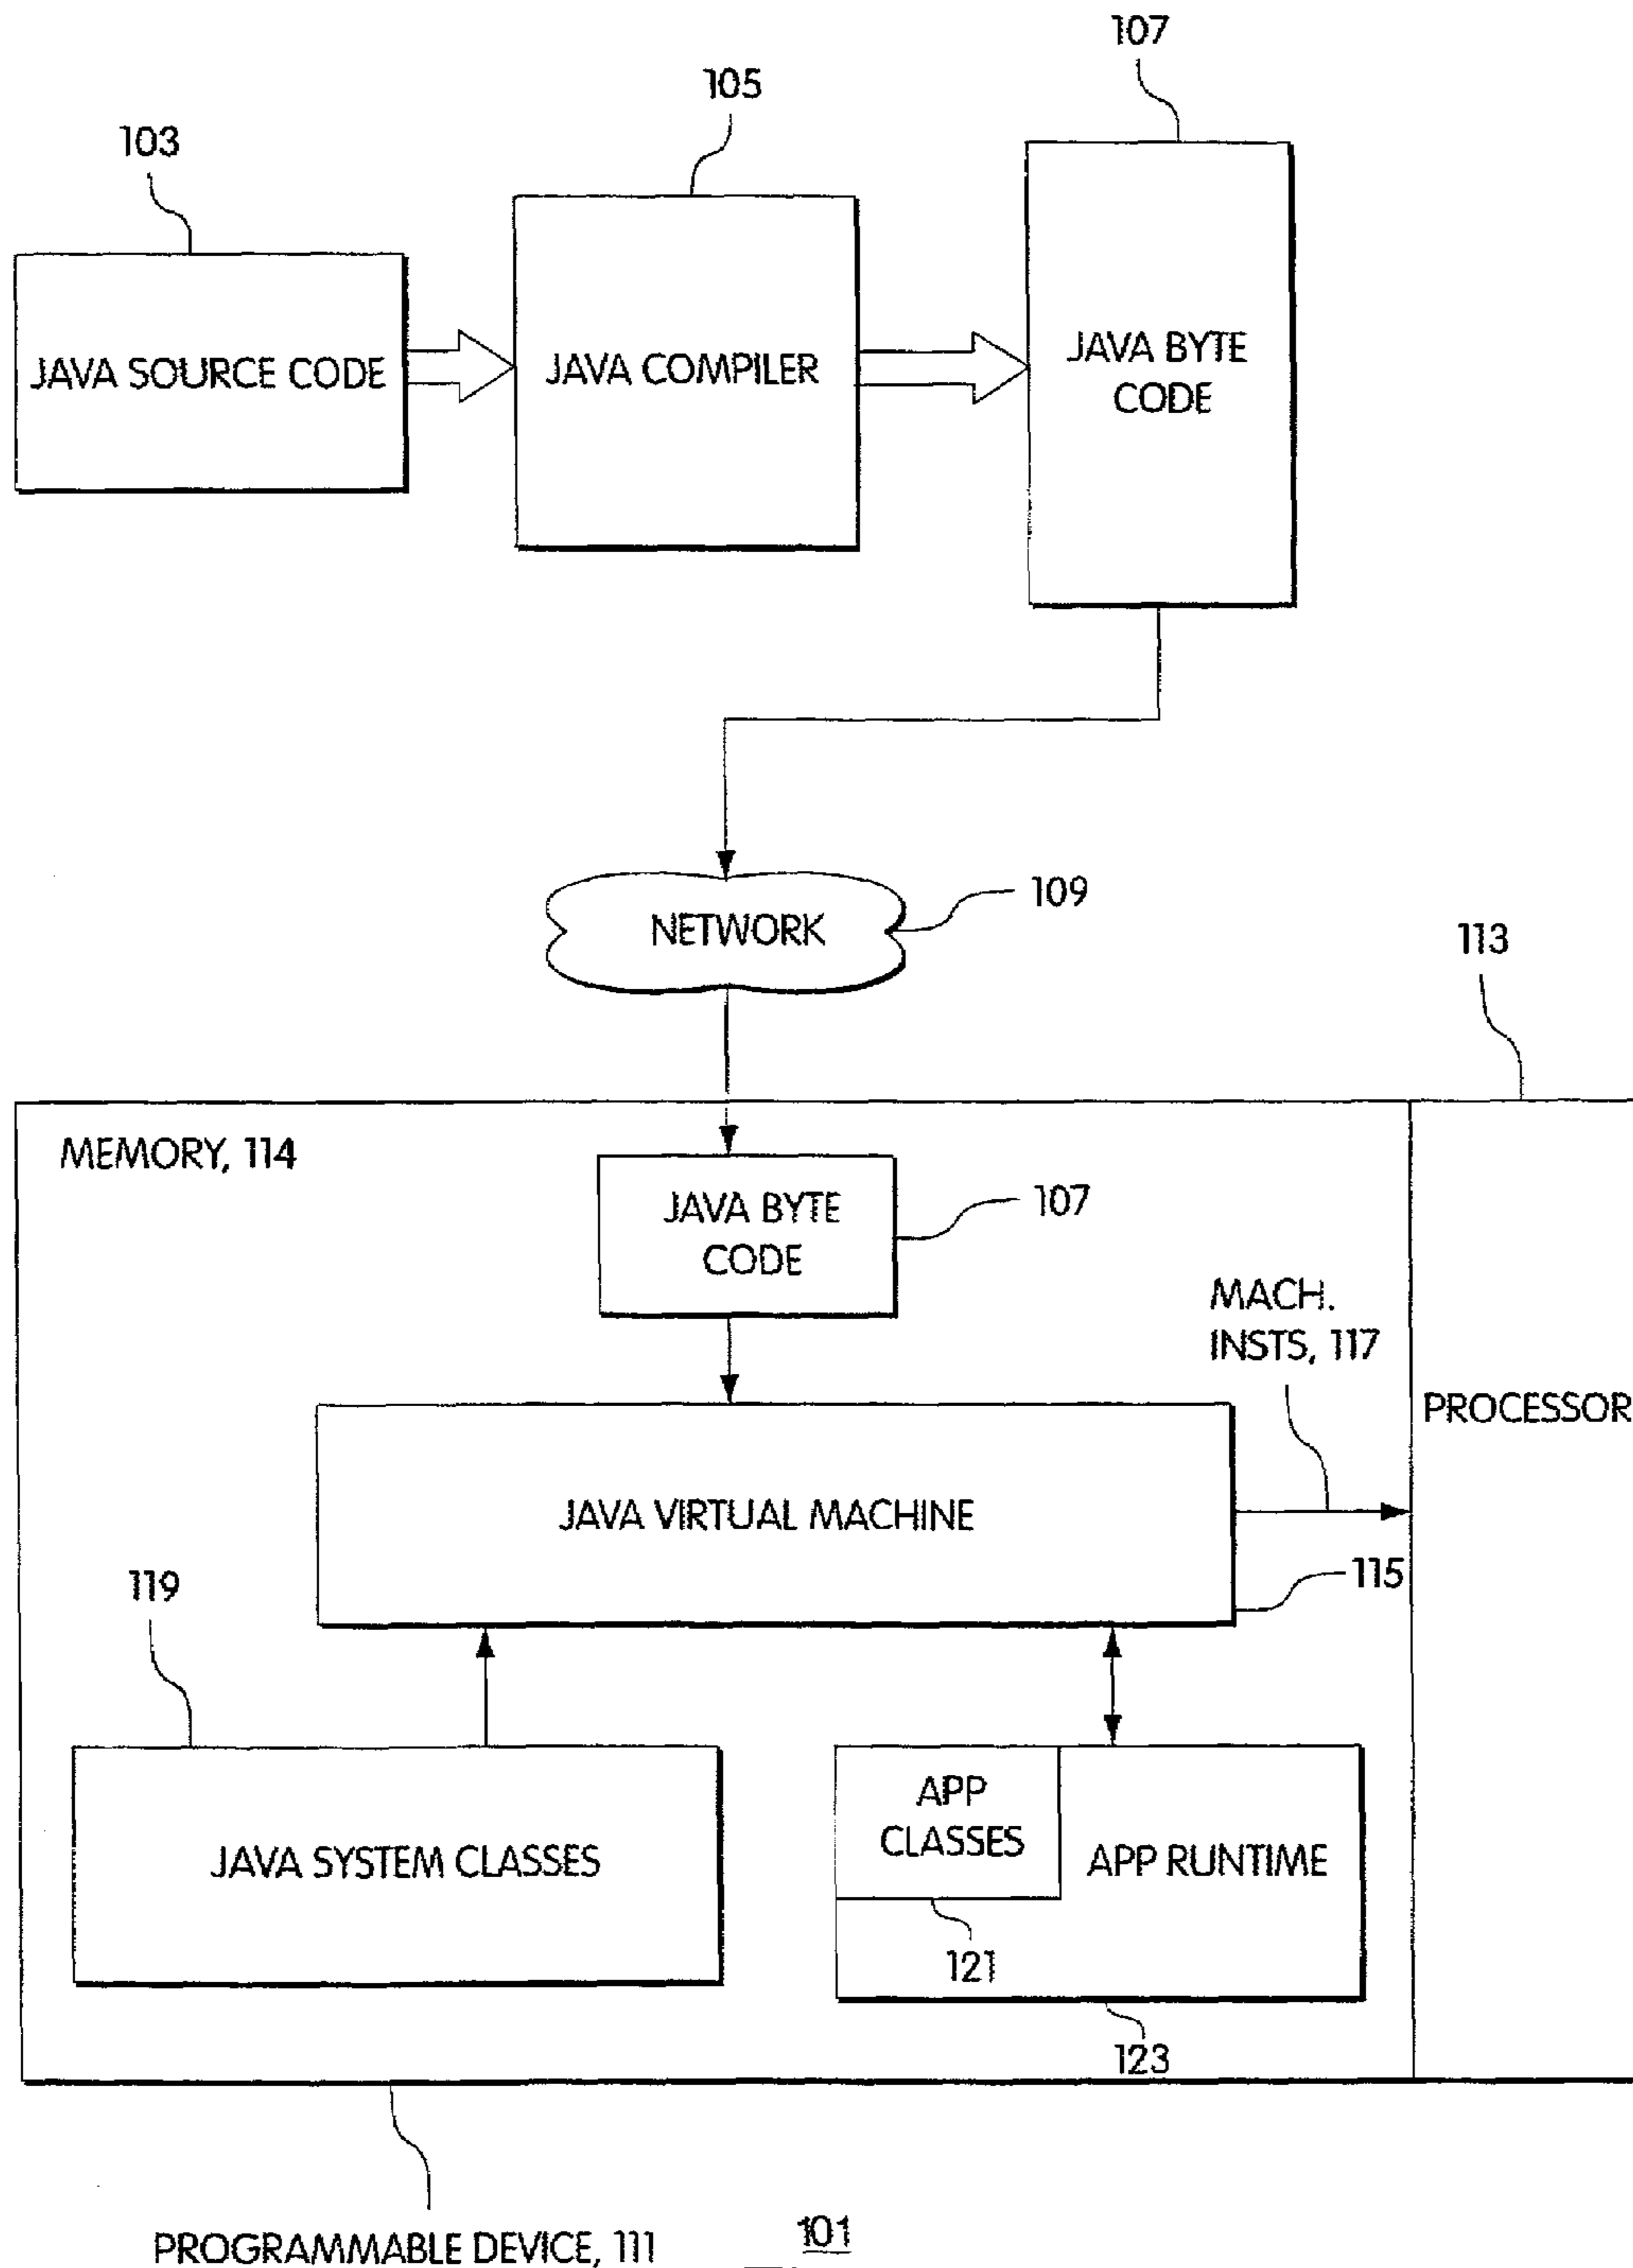 107
105
103
JAVA SOURCE CODE
JAVA COMPILER
JAVA BYTE
CODE
NETWORK
109
113
MEMORY, 114
JAVA BYTE
CODE
107
MACH.
INSTS, 117
PROCESSOR
JAVA VIRTUAL MACHINE
115
119
JAVA SYSTEM CLASSES
APP
CLASSES
APP RUNTIME
121
123
PROGRAMMABLE DEVICE, 111
101